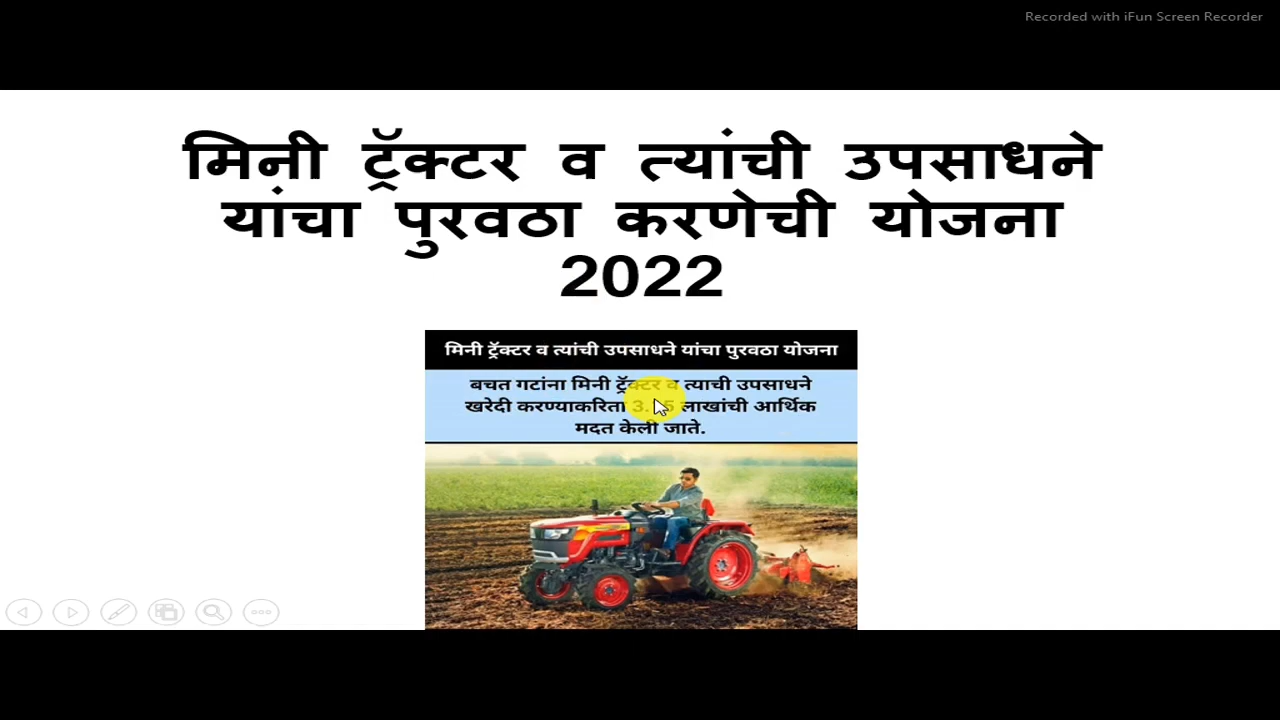 Recorded with iFun Screen Recorder
मिनी ट्रॅक्टर व त्यांची उपसाधने
यांचा पुरवठा करणेची योजना
2022
मिनी ट्रॅक्टर व त्यांची उपसाधने यांचा पुरवठा योजना
बचत गटांना मिनी ट्रॅक्टर व त्याची उपसाधने
खरेदी करण्याकरिता लाखांची आर्थिक
मदत केली जाते.